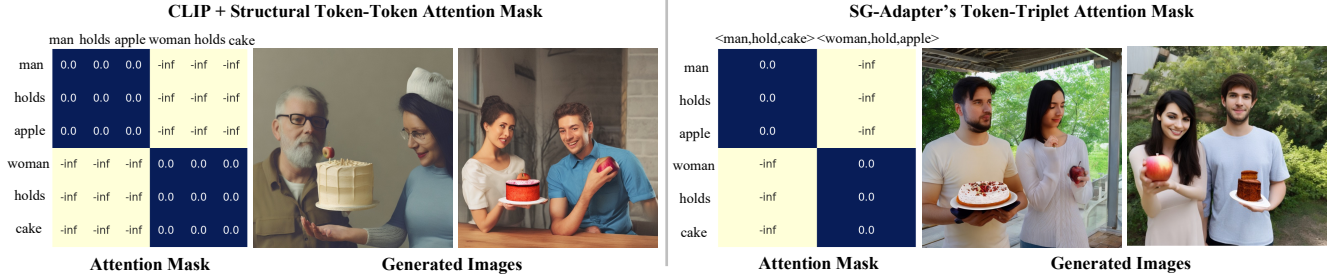 CLIP + Structural Token-Token Attention Mask
man holds apple woman holds cake
man 0.0 0.0 0.0 -inf -inf -inf
holds 0.0 0.0 0.0 -inf -inf -inf
apple 0.0 0.0 0.0 -inf -inf -inf
woman -inf -inf -inf 0.0 0.0 0.0
holds -inf -inf -inf 0.0 0.0 0.0
cake -inf -inf -inf 0.0 0.0 0.0
Attention Mask
Generated Images
SG-Adapter's Token-Triplet Attention Mask
<man,hold,cake> <woman,hold,apple>
man 0.0 -inf
holds 0.0 -inf
apple 0.0 -inf
woman -inf 0.0
holds -inf 0.0
cake -inf 0.0
Attention Mask
Generated Images